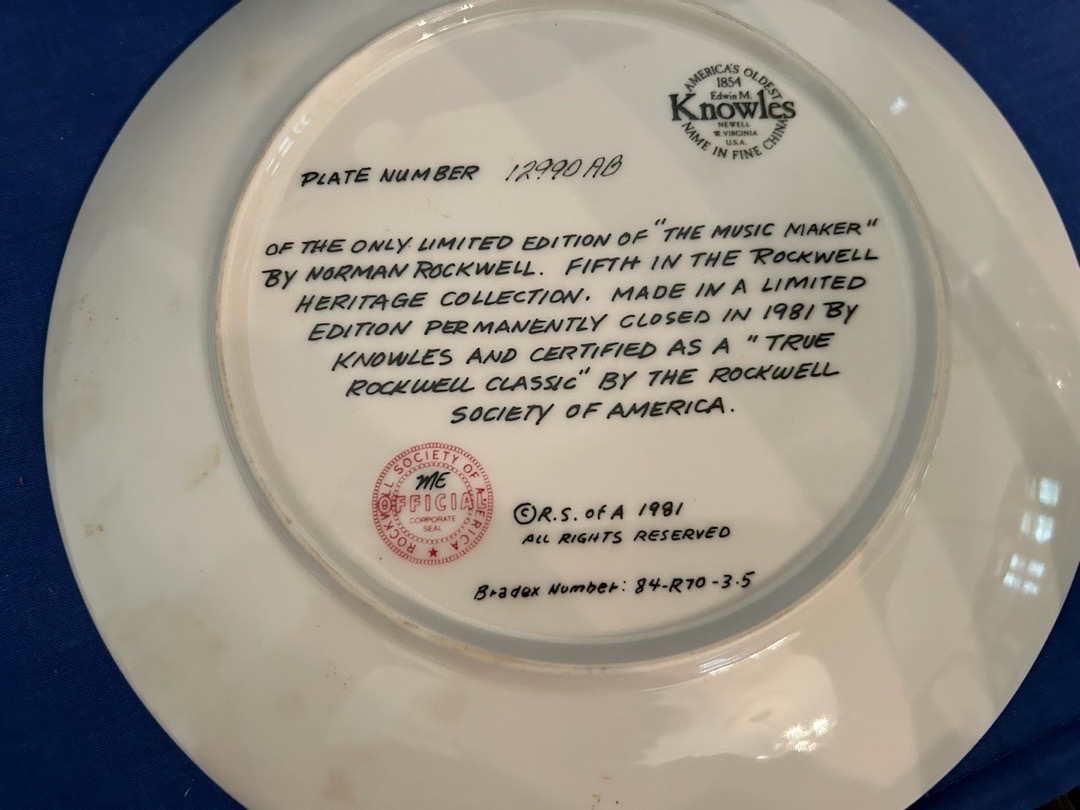 AMERICA'S OLDEST
1854
Edwin M.
Knowles
NEWELL
W. VIRGINIA
U.S.A.
NAME IN FINE CHINA
PLATE NUMBER 12990 AB
OF THE ONLY LIMITED EDITION OF "THE MUSIC MAKER"
BY NORMAN ROCKWELL. FIFTH IN THE ROCKWELL
HERITAGE COLLECTION. MADE IN A LIMITED
EDITION PERMANENTLY CLOSED IN 1981 BY
KNOWLES AND CERTIFIED AS A "TRUE
ROCKWELL CLASSIC" BY THE ROCKWELL
SOCIETY OF AMERICA.
ROCKWELL SOCIETY OF AMERICA
ME
OFFICIAL
CORPORATE
SEAL
©R.S. OF A 1981
ALL RIGHTS RESERVED
Bradex Number: 84-R70-3.5